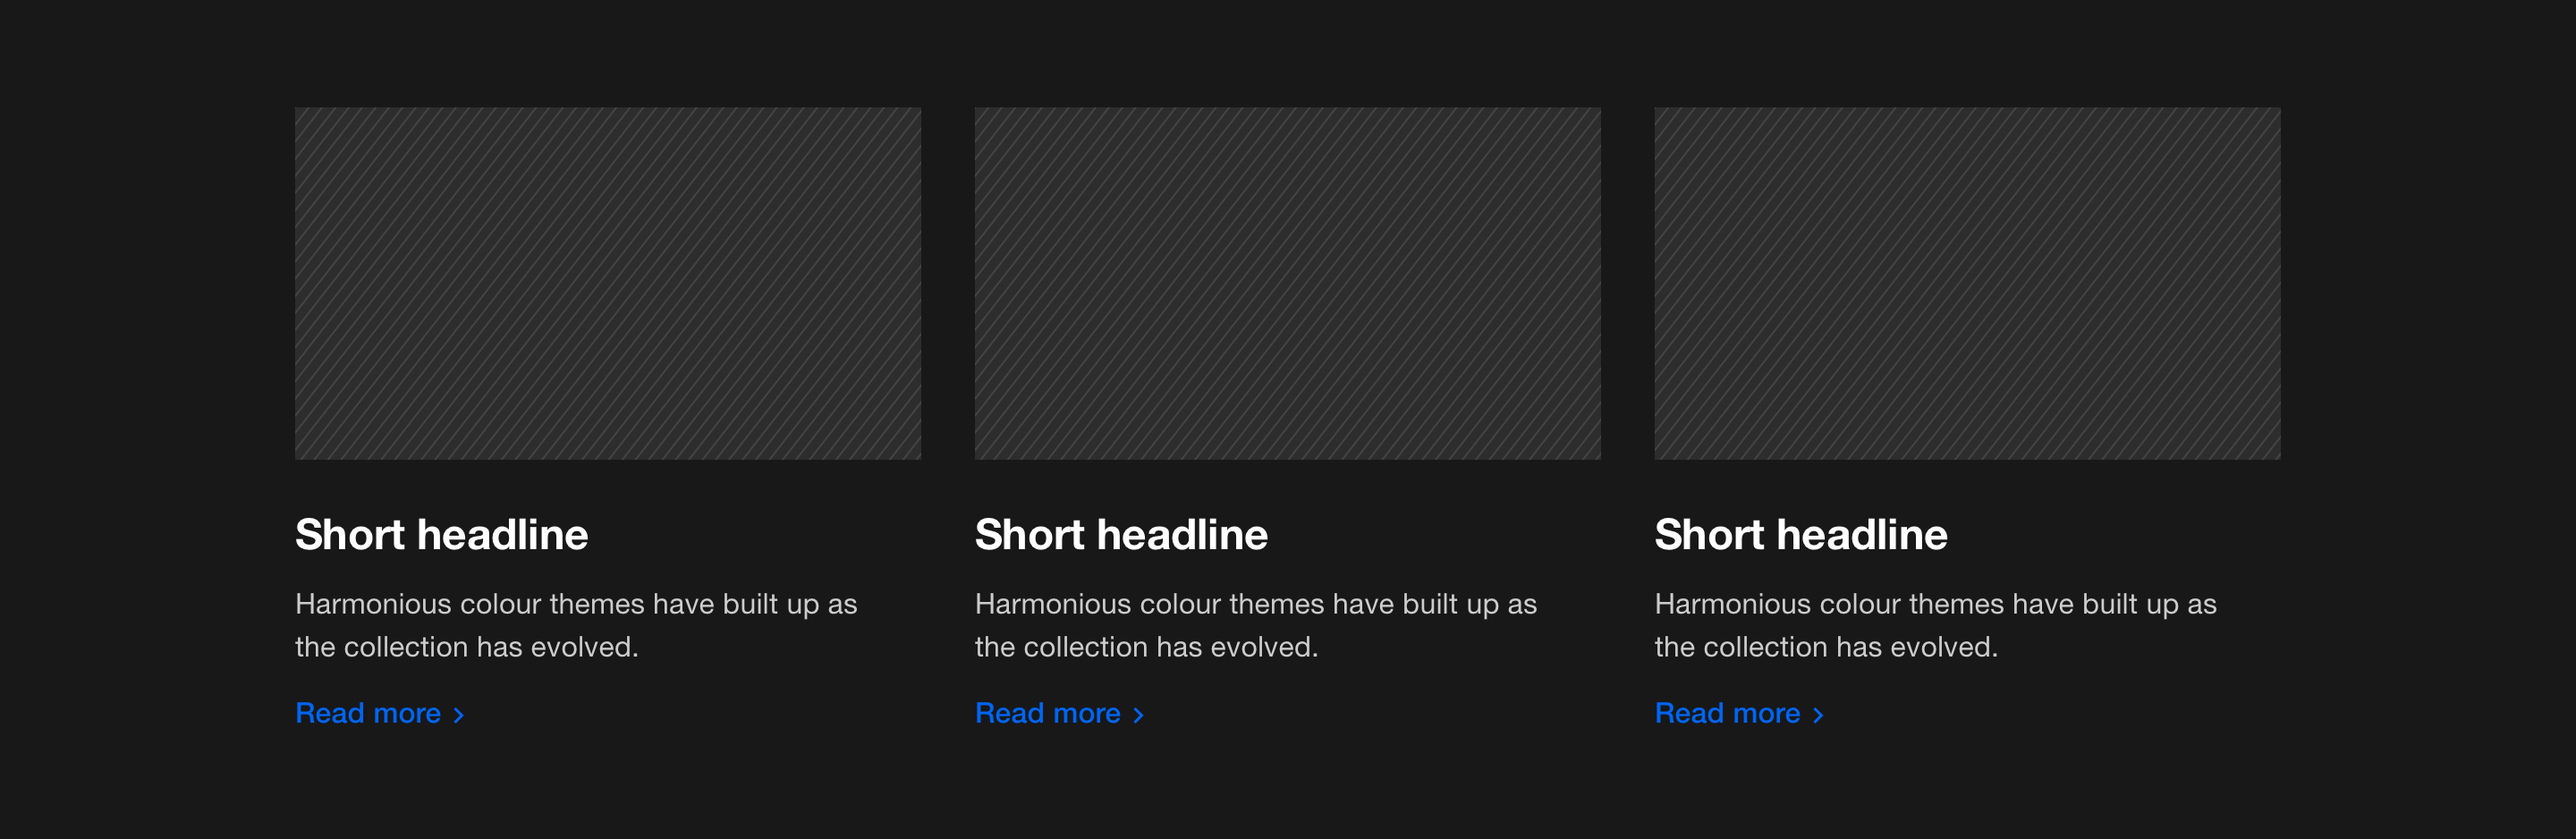 Short headline
Harmonious colour themes have built up as
the collection has evolved.
Read more
Short headline
Harmonious colour themes have built up as
the collection has evolved.
Read more
Short headline
Harmonious colour themes have built up as
the collection has evolved.
Read more